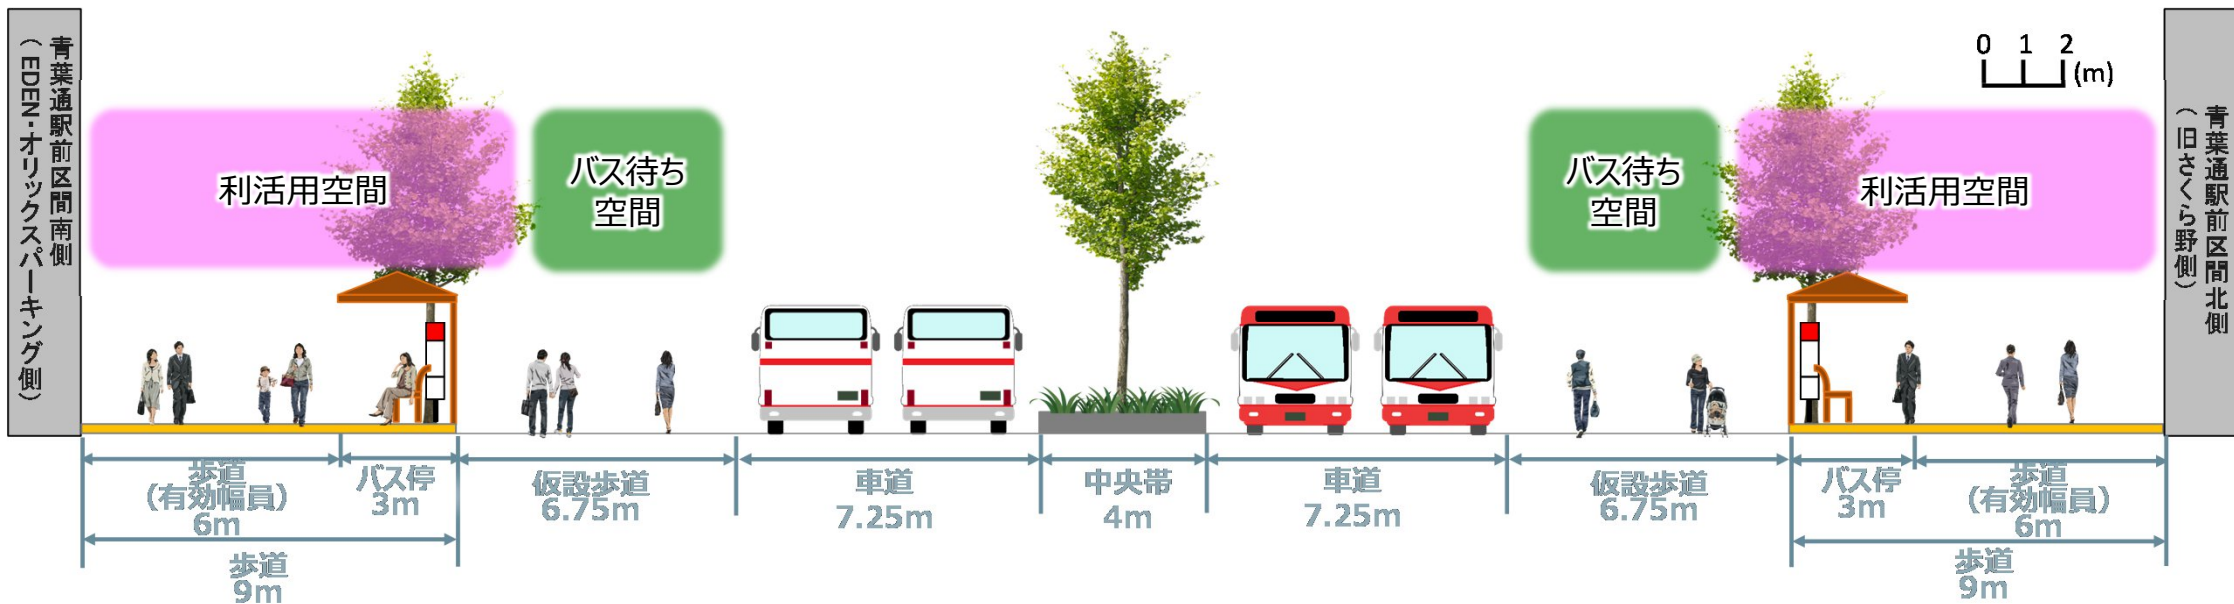 青葉通駅前区間南側
（EDEN・オリックスパーキング側）
利活用空間
バス待ち
空間
バス待ち
空間
利活用空間
0 1 2
(m)
青葉通駅前区間北側
（旧さくら野側）
歩道
（有効幅員）
6m
バス停
3m
仮設歩道
6.75m
車道
7.25m
中央帯
4m
車道
7.25m
仮設歩道
6.75m
バス停
3m
歩道
（有効幅員）
6m
歩道
9m
歩道
9m